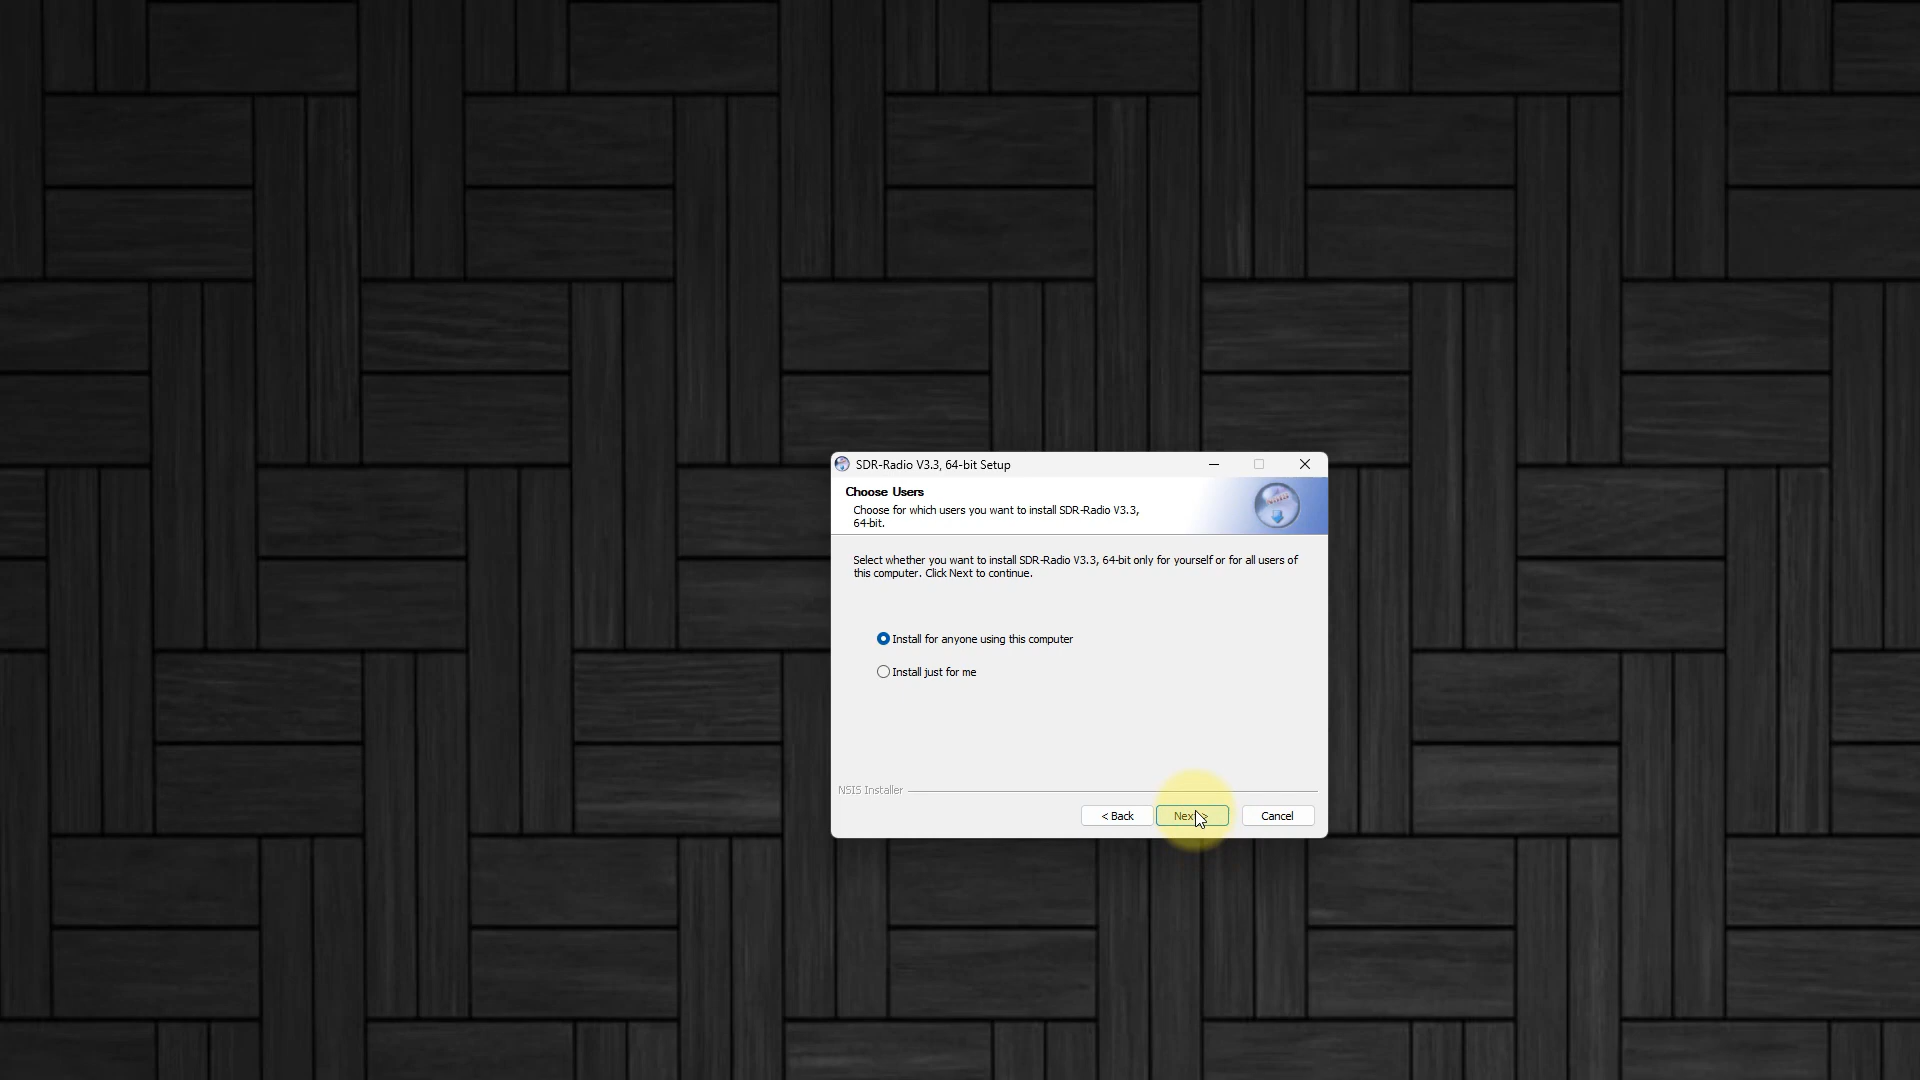 SDR-Radio V3.3, 64-bit Setup
Choose Users
Choose for which users you want to install SDR-Radio V3.3,
64-bit.
Select whether you want to install SDR-Radio V3.3, 64-bit only for yourself or for all users of
this computer. Click Next to continue.
Install for anyone using this computer
Install just for me
NSIS Installer
< Back
Next >
Cancel